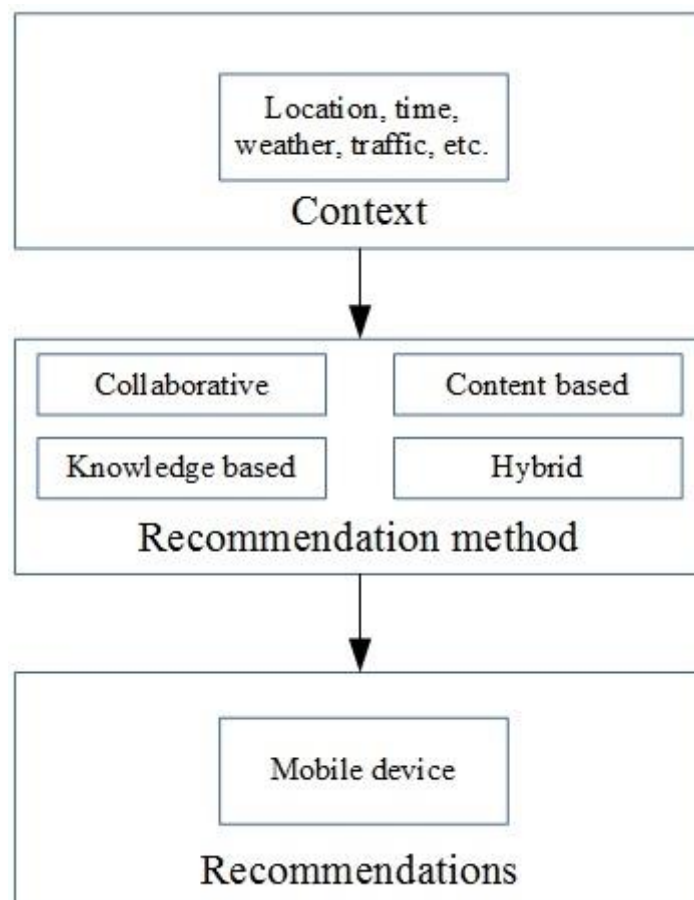 Location, time,
weather, traffic, etc.
Context
Collaborative
Content based
Knowledge based
Hybrid
Recommendation method
Mobile device
Recommendations